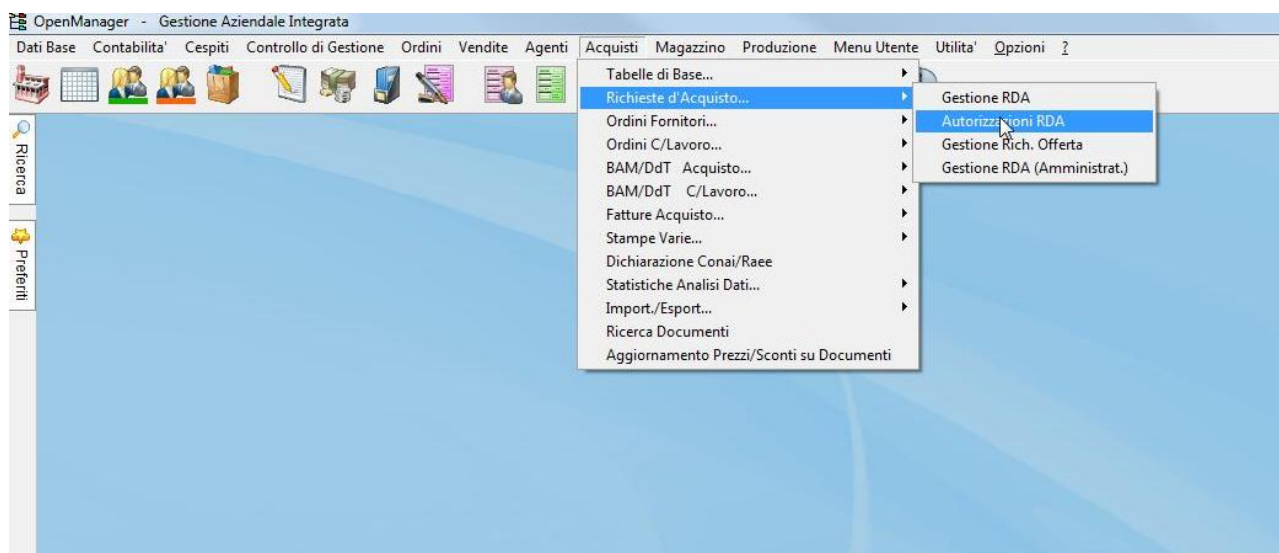 OpenManager - Gestione Aziendale Integrata
Dati Base Contabilita' Cespiti Controllo di Gestione Ordini Vendite Agenti Acquisti Magazzino Produzione Menu Utente Utilita' Opzioni ?
Tabelle di Base...
Richieste d'Acquisto...
Ordini Fornitori...
Ordini C/Lavoro...
BAM/DdT Acquisto...
BAM/DdT C/Lavoro...
Fatture Acquisto...
Stampe Varie...
Dichiarazione Conai/Raee
Statistiche Analisi Dati...
Import./Esport...
Ricerca Documenti
Aggiornamento Prezzi/Sconti su Documenti
Gestione RDA
Autorizzazioni RDA
Gestione Rich. Offerta
Gestione RDA (Amministrat.)
Ricerca
Preferiti